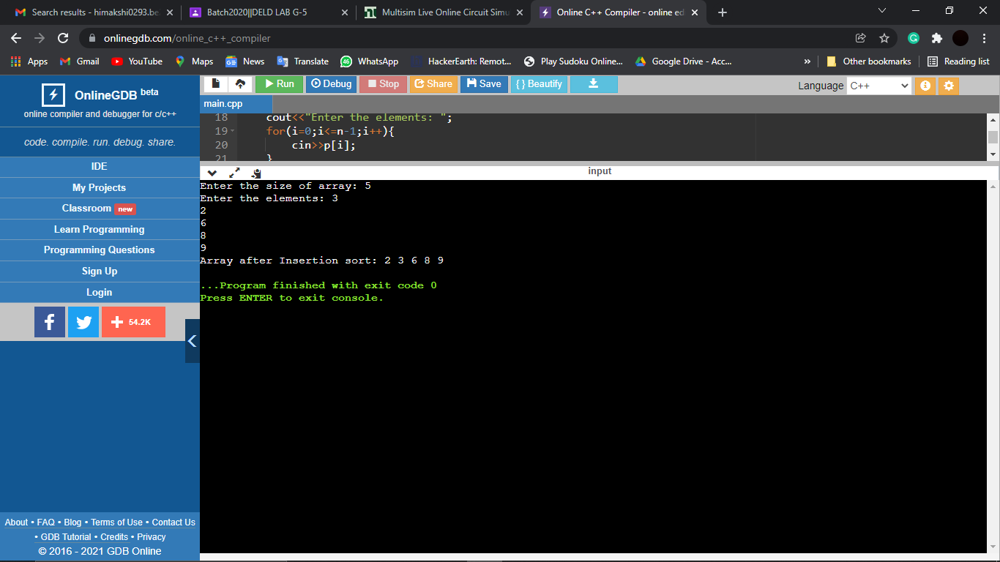 Search results - himakshi0293.be
Batch2020||DELD LAB G-5
Multisim Live Online Circuit Simu
Online C++ Compiler - online ed
onlinegdb.com/online_c++_compiler
Apps
Gmail
YouTube
Maps
News
Translate
WhatsApp
HackerEarth: Remot...
Play Sudoku Online...
Google Drive - Acc...
»
Other bookmarks
Reading list
OnlineGDB beta
online compiler and debugger for c/c++
code. compile. run. debug. share.
IDE
My Projects
Classroom new
Learn Programming
Programming Questions
Sign Up
Login
54.2K
About • FAQ • Blog • Terms of Use • Contact Us
• GDB Tutorial • Credits • Privacy
© 2016 - 2021 GDB Online
Run
Debug
Stop
Share
Save
{ } Beautify
Language C++
main.cpp
18 cout<<"Enter the elements: ";
19 for(i=0;i<=n-1;i++){
20 cin>>p[i];
21 }
input
Enter the size of array: 5
Enter the elements: 3
2
6
8
9
Array after Insertion sort: 2 3 6 8 9
...Program finished with exit code 0
Press ENTER to exit console.